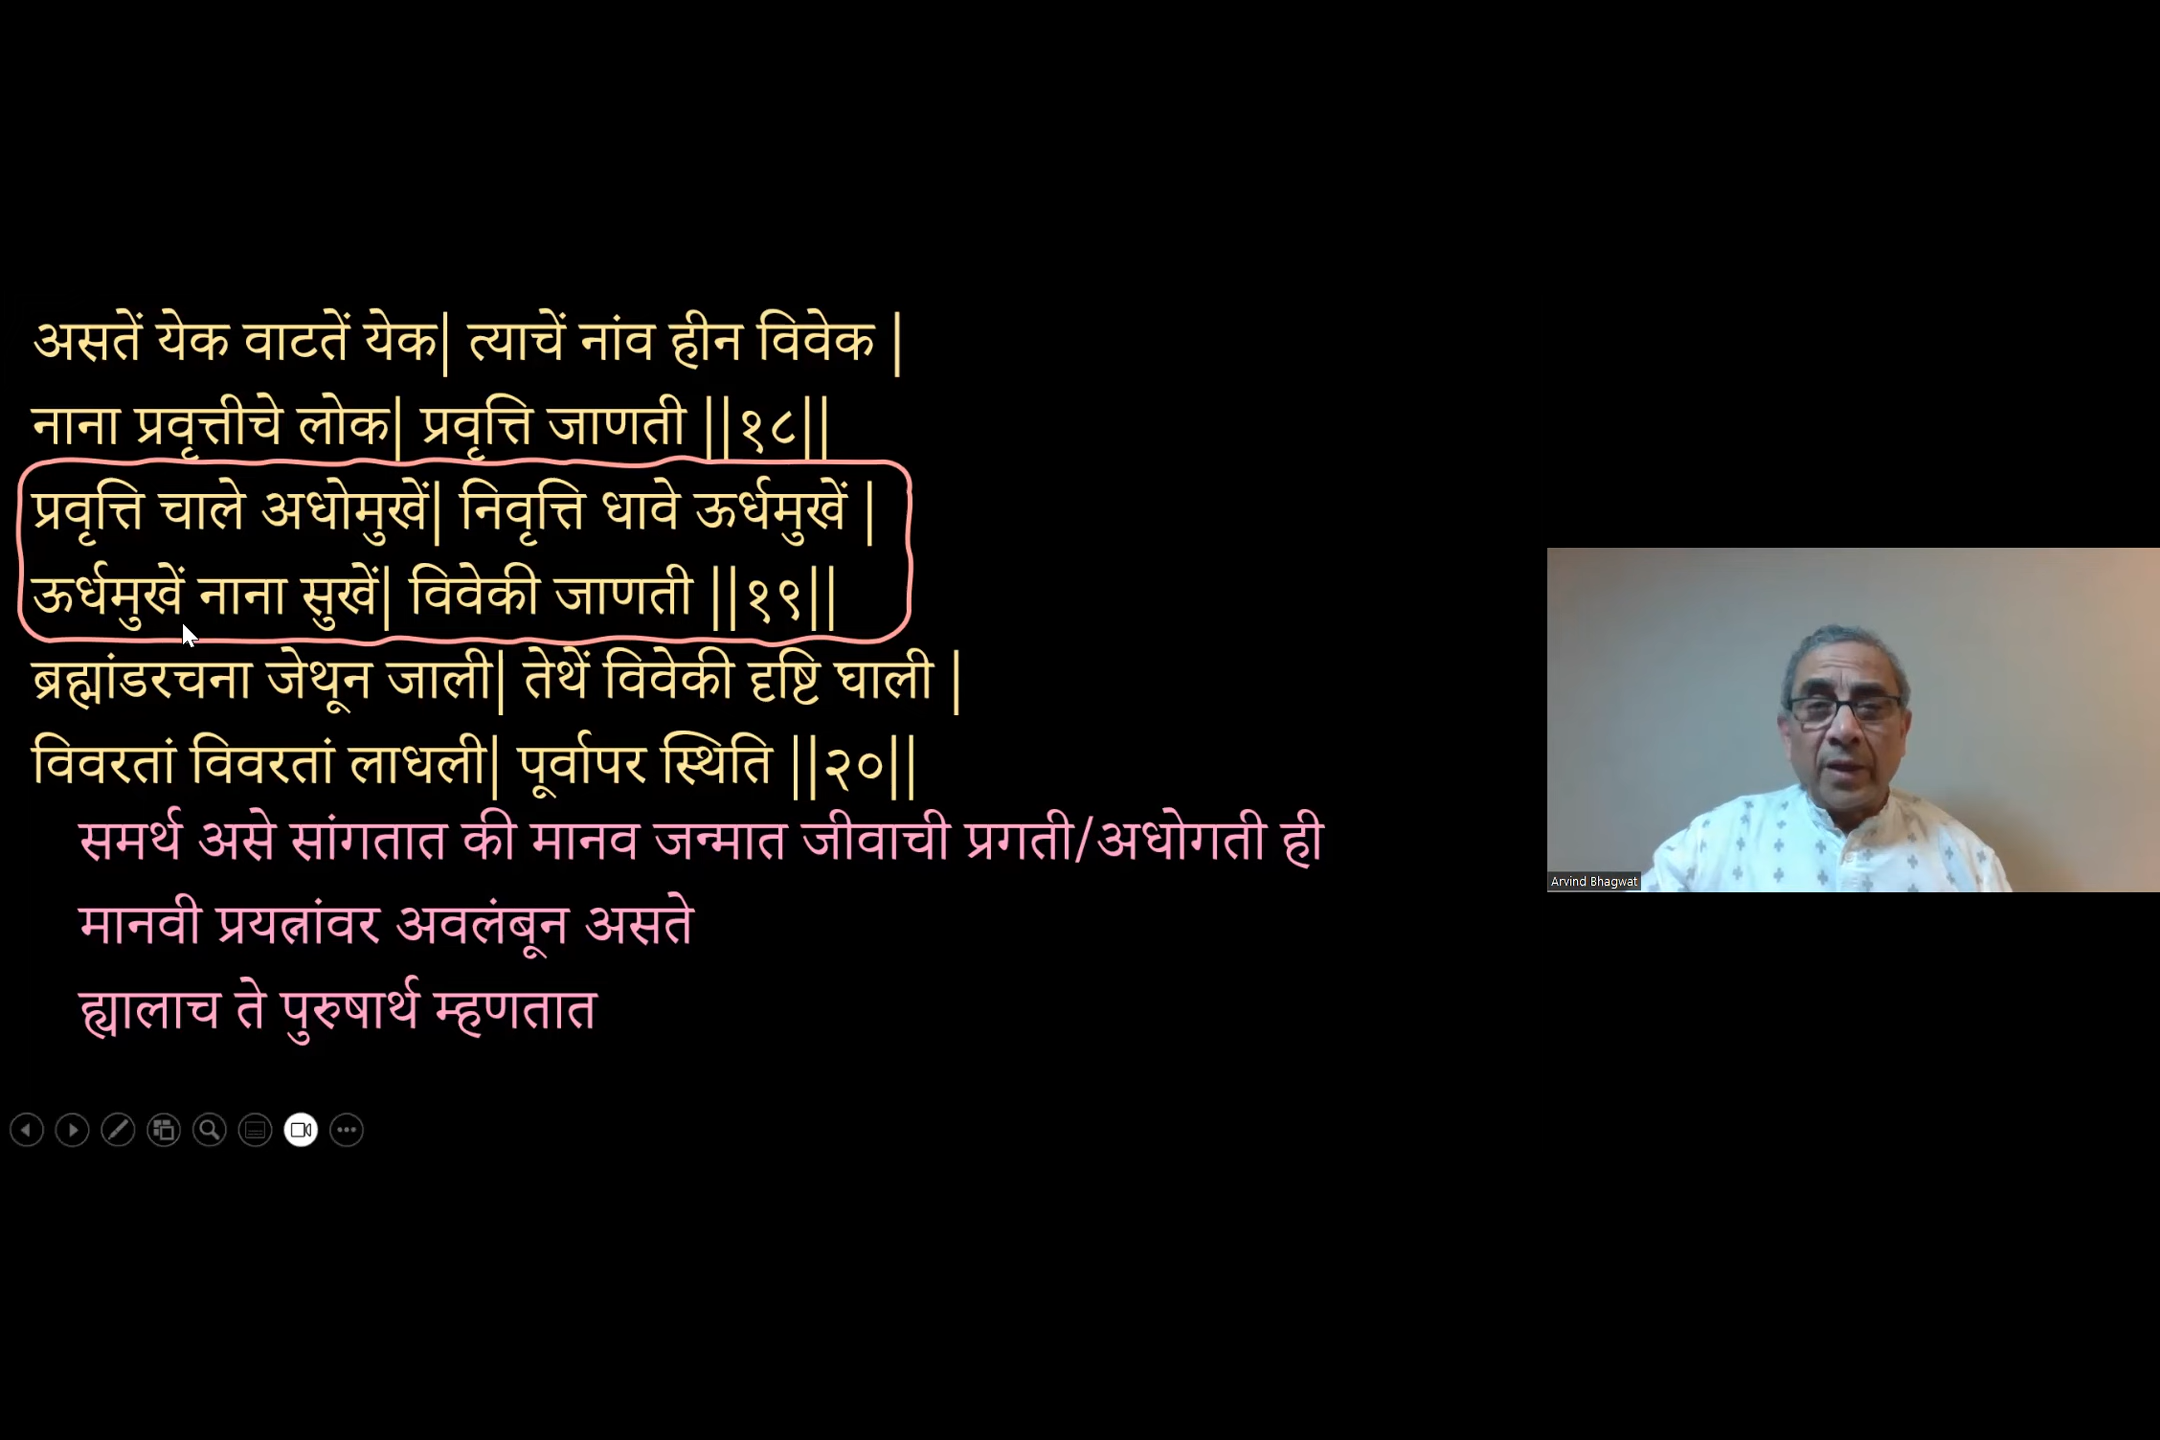 असतें येक वाटतें येक| त्याचें नांव हीन विवेक |
नाना प्रवृत्तीचे लोक| प्रवृत्ति जाणती ||१८||
प्रवृत्ति चाले अधोमुखें| निवृत्ति धावे ऊर्धमुखें |
ऊर्धमुखें नाना सुखें| विवेकी जाणती ||१९||
ब्रह्मांडरचना जेथून जाली| तेथें विवेकी दृष्टि घाली |
विवरतां विवरतां लाधली| पूर्वापर स्थिति ||२०||
समर्थ असे सांगतात की मानव जन्मात जीवाची प्रगती/अधोगती ही
मानवी प्रयत्नांवर अवलंबून असते
ह्यालाच ते पुरुषार्थ म्हणतात
Arvind Bhagwat